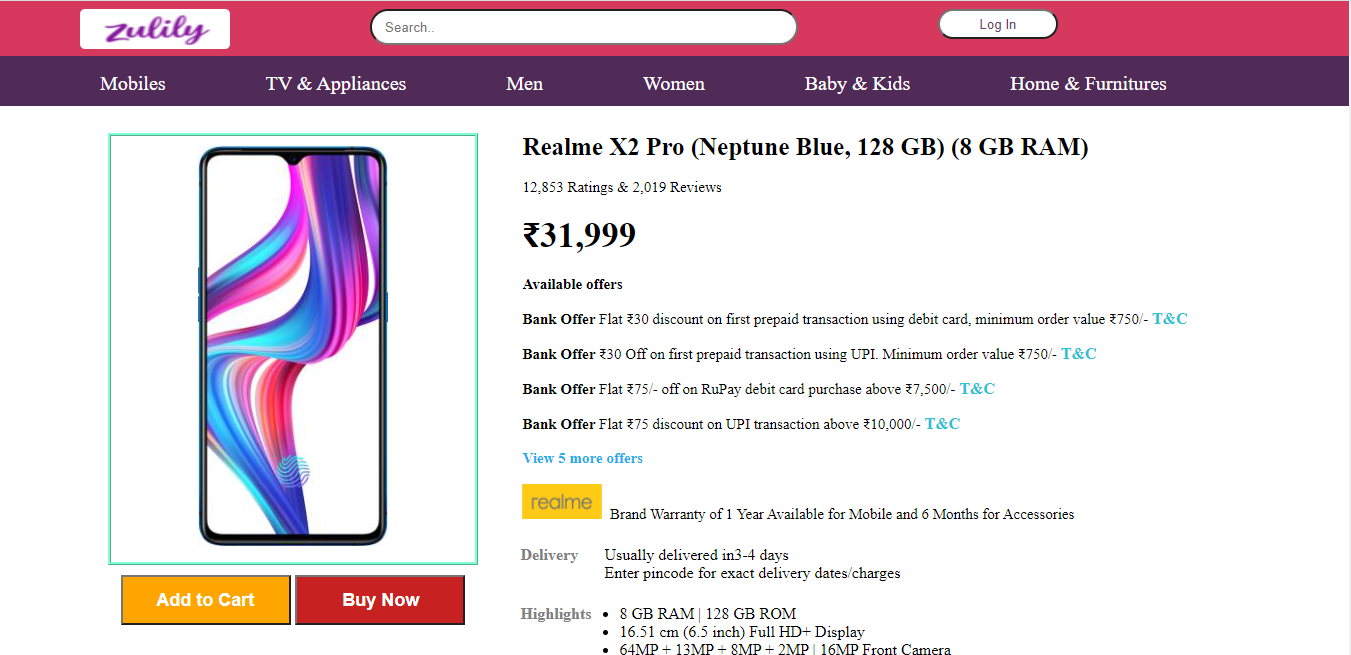 zulily
Search..
Log In
Mobiles
TV & Appliances
Men
Women
Baby & Kids
Home & Furnitures
Realme X2 Pro (Neptune Blue, 128 GB) (8 GB RAM)
12,853 Ratings & 2,019 Reviews
₹31,999
Available offers
Bank Offer Flat ₹30 discount on first prepaid transaction using debit card, minimum order value ₹750/- T&C
Bank Offer ₹30 Off on first prepaid transaction using UPI. Minimum order value ₹750/- T&C
Bank Offer Flat ₹75/- off on RuPay debit card purchase above ₹7,500/- T&C
Bank Offer Flat ₹75 discount on UPI transaction above ₹10,000/- T&C
View 5 more offers
realme Brand Warranty of 1 Year Available for Mobile and 6 Months for Accessories
Delivery Usually delivered in3-4 days
Enter pincode for exact delivery dates/charges
Add to Cart
Buy Now
Highlights • 8 GB RAM | 128 GB ROM
• 16.51 cm (6.5 inch) Full HD+ Display
• 64MP + 13MP + 8MP + 2MP | 16MP Front Camera